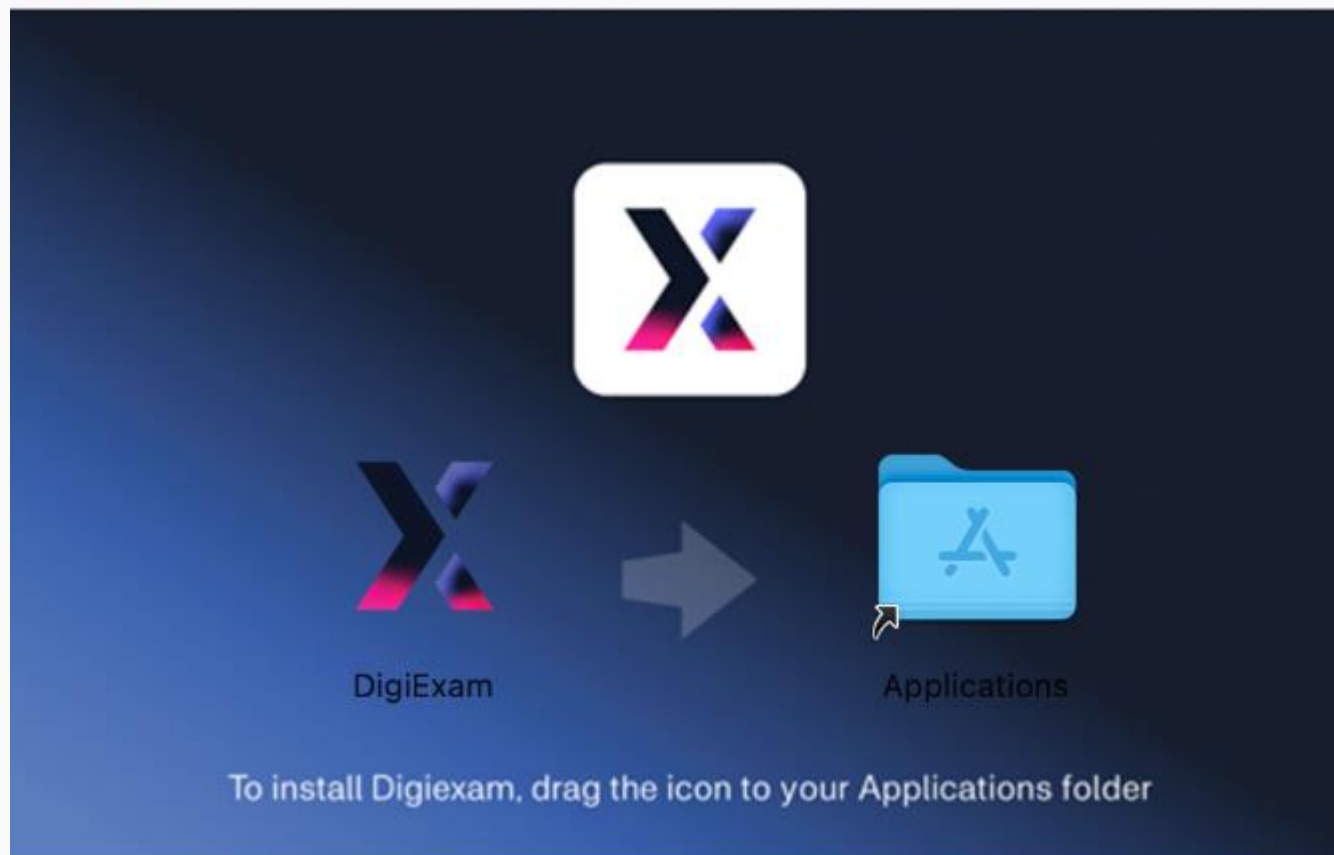 DigiExam
Applications
To install Digiexam, drag the icon to your Applications folder